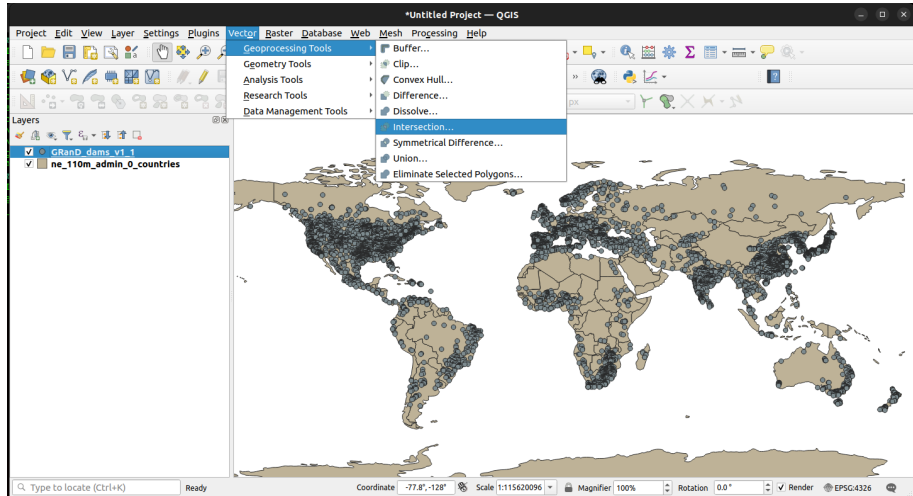 *Untitled Project — QGIS
Project Edit View Layer Settings Plugins Vector Raster Database Web Mesh Processing Help
Geoprocessing Tools
Geometry Tools
Analysis Tools
Research Tools
Data Management Tools
Buffer...
Clip...
Convex Hull...
Difference...
Dissolve...
Intersection...
Symmetrical Difference...
Union...
Eliminate Selected Polygons...
px
Layers
GRanD_dams_v1_1
ne_110m_admin_0_countries
Type to locate (Ctrl+K)
Ready
Coordinate -77.8°,-128°
Scale 1:115620096
Magnifier 100%
Rotation 0.0°
Render
EPSG:4326